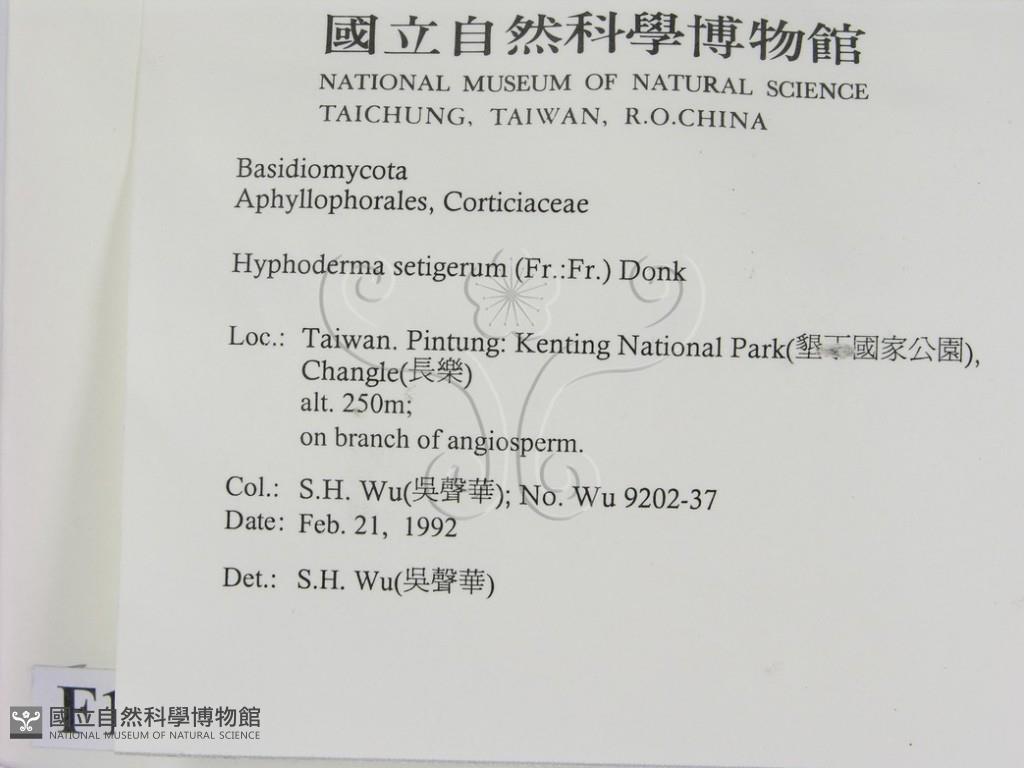 國立自然科學博物館
NATIONAL MUSEUM OF NATURAL SCIENCE
TAICHUNG, TAIWAN, R.O.CHINA
Basidiomycota
Aphyllophorales, Corticiaceae
Hyphoderma setigerum (Fr.:Fr.) Donk
Loc.: Taiwan. Pintung: Kenting National Park(墾丁國家公園),
Changle(長樂)
alt. 250m;
on branch of angiosperm.
Col.: S.H. Wu(吳聲華); No. Wu 9202-37
Date: Feb. 21, 1992
Det.: S.H. Wu(吳聲華)
國立自然科學博物館
NATIONAL MUSEUM OF NATURAL SCIENCE